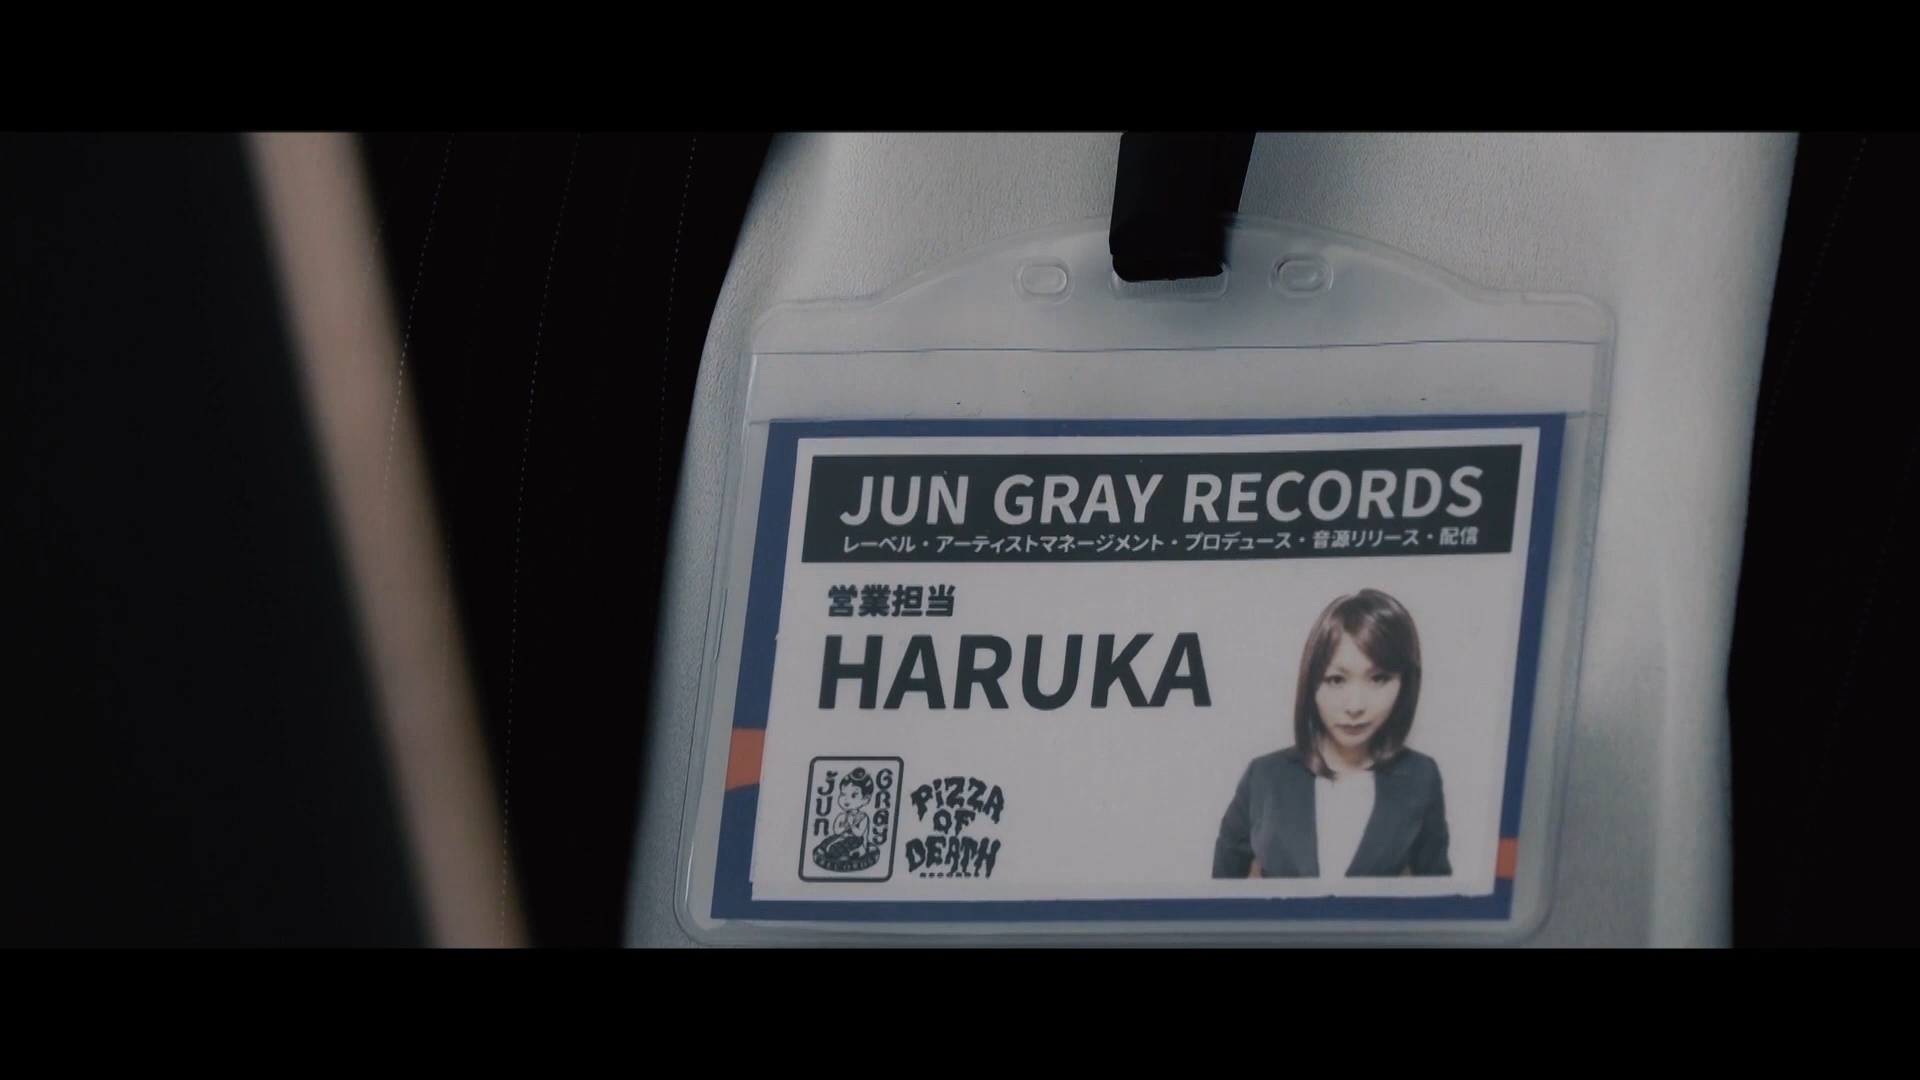 JUN GRAY RECORDS
レーベル・アーティストマネージメント・プロデュース・音源リリース・配信
営業担当
HARUKA
JUN GRAY
RECORDS
PIZZA
OF
DEATH